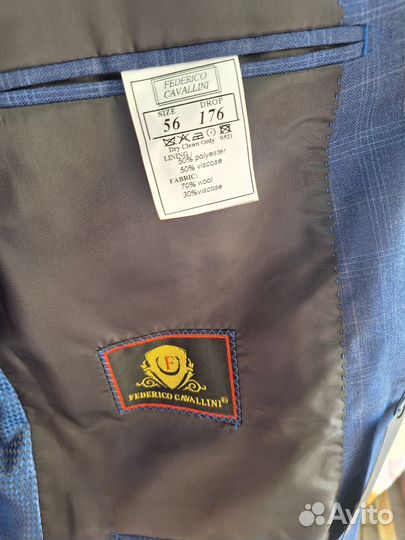 FEDERICO
CAVALLINI
SIZE DROP
56 176
Dry Clean Only
LINING:
50% polyester
50% viscose
FABRIC:
70% wool
30%viscose
F
FEDERICO CAVALLINI®
Avito